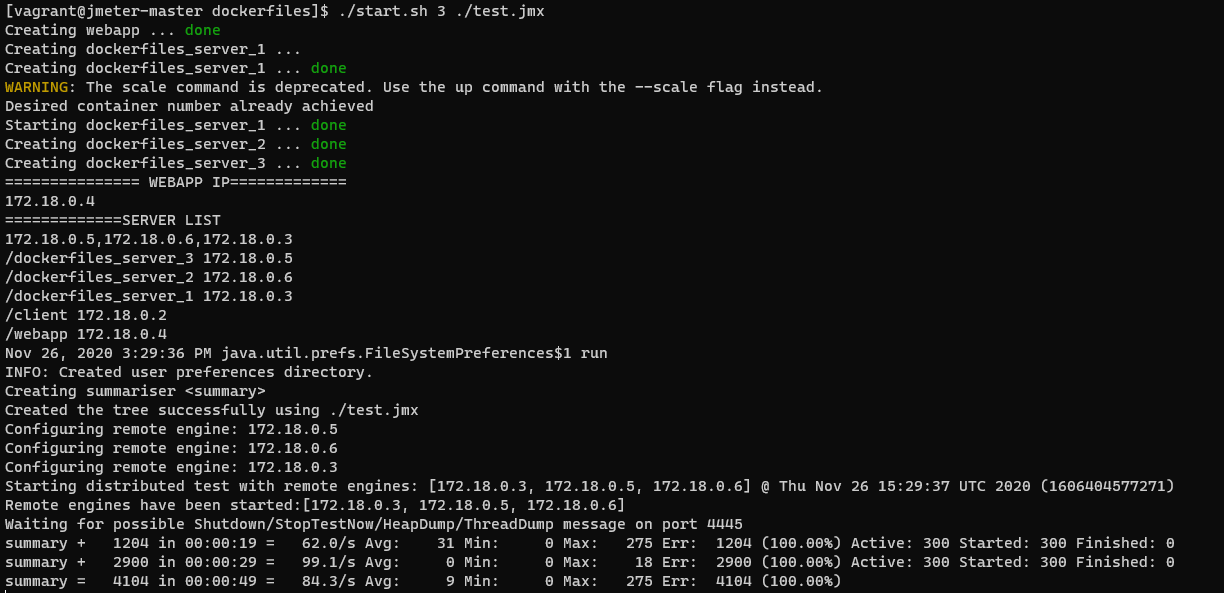 [vagrant@jmeter-master dockerfiles]$ ./start.sh 3 ./test.jmx
Creating webapp ... done
Creating dockerfiles_server_1 ...
Creating dockerfiles_server_1 ... done
WARNING: The scale command is deprecated. Use the up command with the --scale flag instead.
Desired container number already achieved
Starting dockerfiles_server_1 ... done
Creating dockerfiles_server_2 ... done
Creating dockerfiles_server_3 ... done
=============== WEBAPP IP=============
172.18.0.4
=============SERVER LIST
172.18.0.5,172.18.0.6,172.18.0.3
/dockerfiles_server_3 172.18.0.5
/dockerfiles_server_2 172.18.0.6
/dockerfiles_server_1 172.18.0.3
/client 172.18.0.2
/webapp 172.18.0.4
Nov 26, 2020 3:29:36 PM java.util.prefs.FileSystemPreferences$1 run
INFO: Created user preferences directory.
Creating summariser <summary>
Created the tree successfully using ./test.jmx
Configuring remote engine: 172.18.0.5
Configuring remote engine: 172.18.0.6
Configuring remote engine: 172.18.0.3
Starting distributed test with remote engines: [172.18.0.3, 172.18.0.5, 172.18.0.6] @ Thu Nov 26 15:29:37 UTC 2020 (1606404577271)
Remote engines have been started:[172.18.0.3, 172.18.0.5, 172.18.0.6]
Waiting for possible Shutdown/StopTestNow/HeapDump/ThreadDump message on port 4445
summary +   1204 in 00:00:19 =   62.0/s Avg:    31 Min:     0 Max:   275 Err:  1204 (100.00%) Active: 300 Started: 300 Finished: 0
summary +   2900 in 00:00:29 =   99.1/s Avg:     0 Min:     0 Max:    18 Err:  2900 (100.00%) Active: 300 Started: 300 Finished: 0
summary =   4104 in 00:00:49 =   84.3/s Avg:     9 Min:     0 Max:   275 Err:  4104 (100.00%)